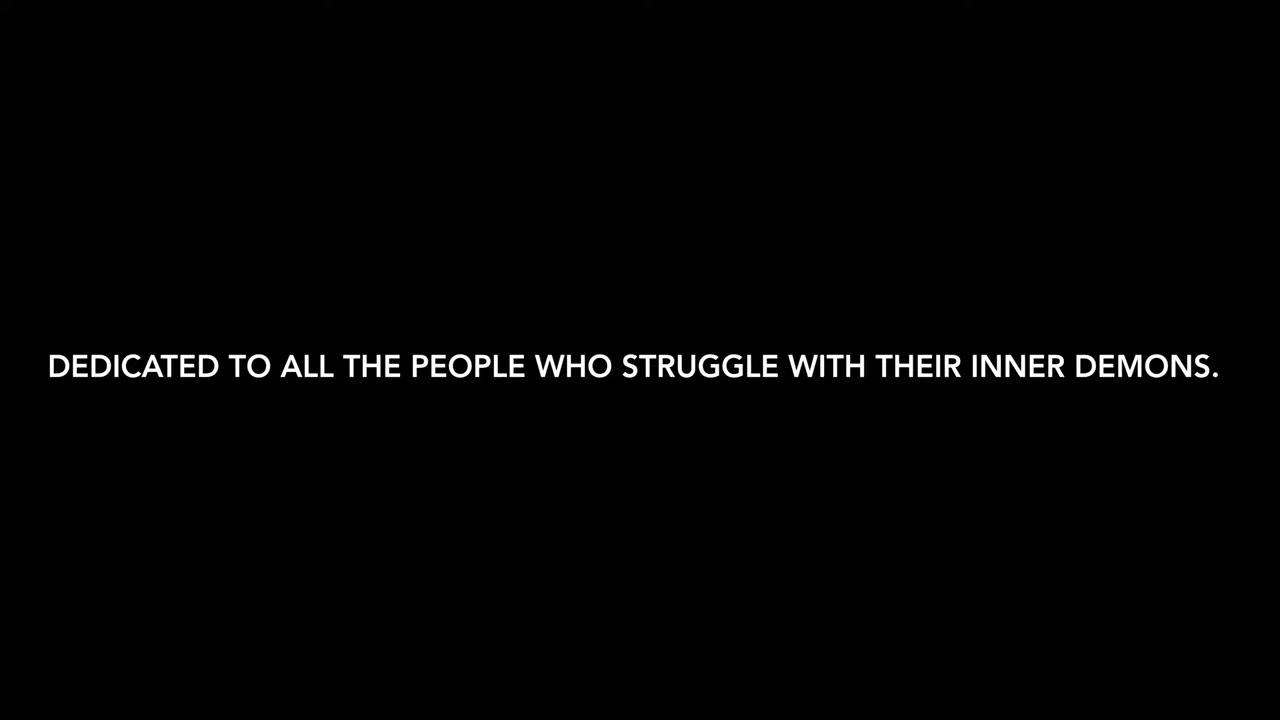 DEDICATED TO ALL THE PEOPLE WHO STRUGGLE WITH THEIR INNER DEMONS.